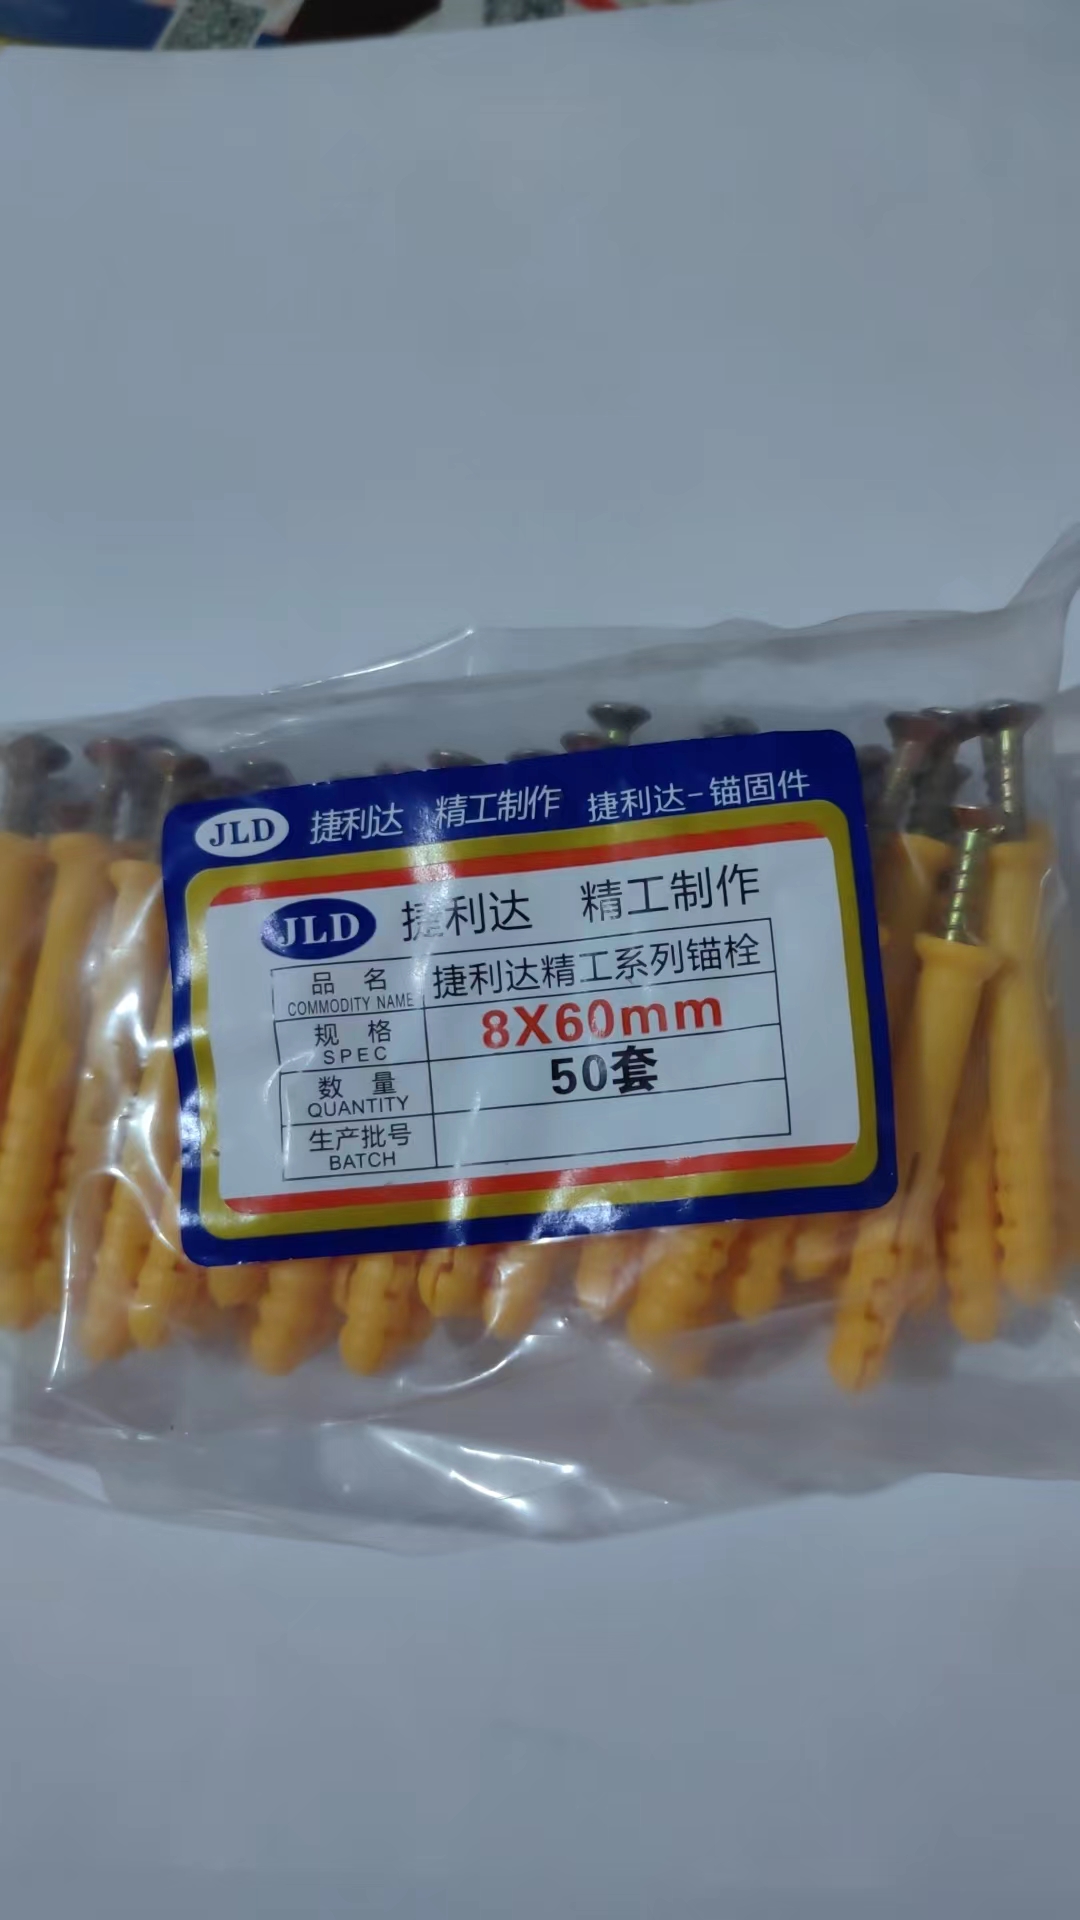 JLD 捷利达 精工制作 捷利达-锚固件
JLD 捷利达 精工制作
品名 捷利达精工系列锚栓
COMMODITY NAME
规格 8X60mm
SPEC
数量 50套
QUANTITY
生产批号
BATCH